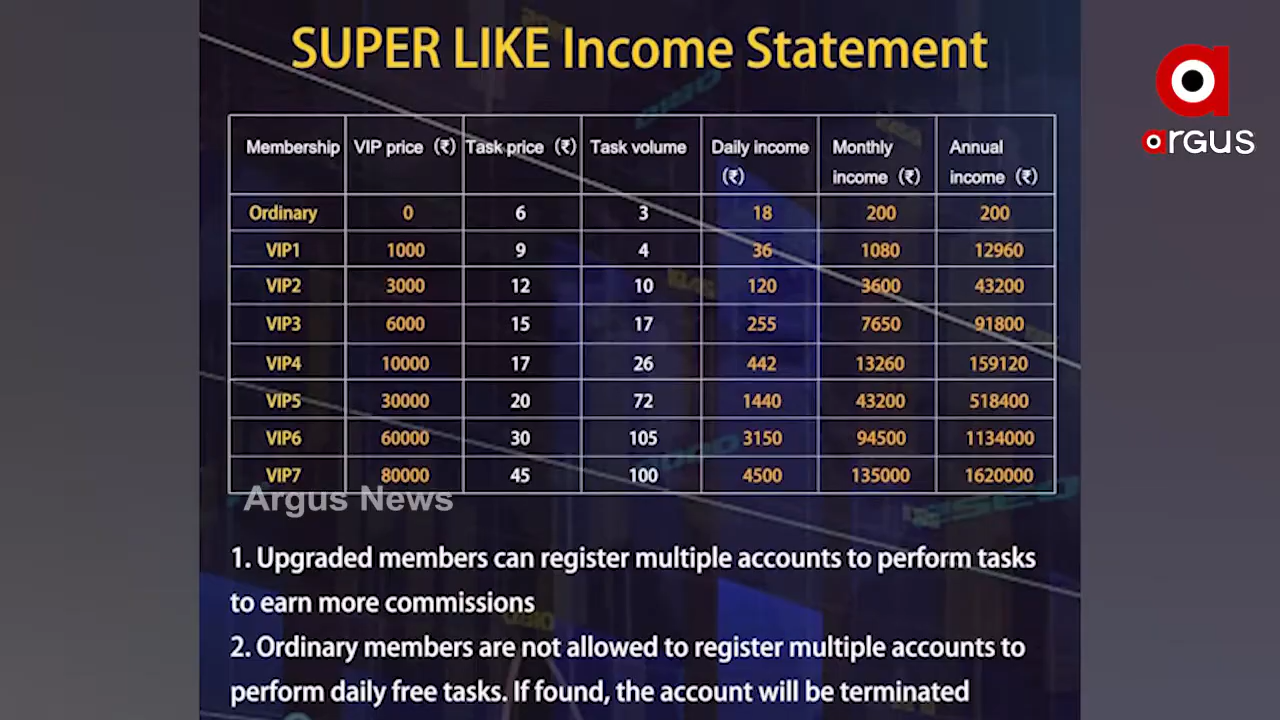 SUPER LIKE Income Statement
argus
Membership VIP price (₹) Task price (₹) Task volume Daily income (₹) Monthly income (₹) Annual income (₹)
Ordinary 0 6 3 18 200 200
VIP1 1000 9 4 36 1080 12960
VIP2 3000 12 10 120 3600 43200
VIP3 6000 15 17 255 7650 91800
VIP4 10000 17 26 442 13260 159120
VIP5 30000 20 72 1440 43200 518400
VIP6 60000 30 105 3150 94500 1134000
VIP7 80000 45 100 4500 135000 1620000
Argus News
1. Upgraded members can register multiple accounts to perform tasks
to earn more commissions
2. Ordinary members are not allowed to register multiple accounts to
perform daily free tasks. If found, the account will be terminated